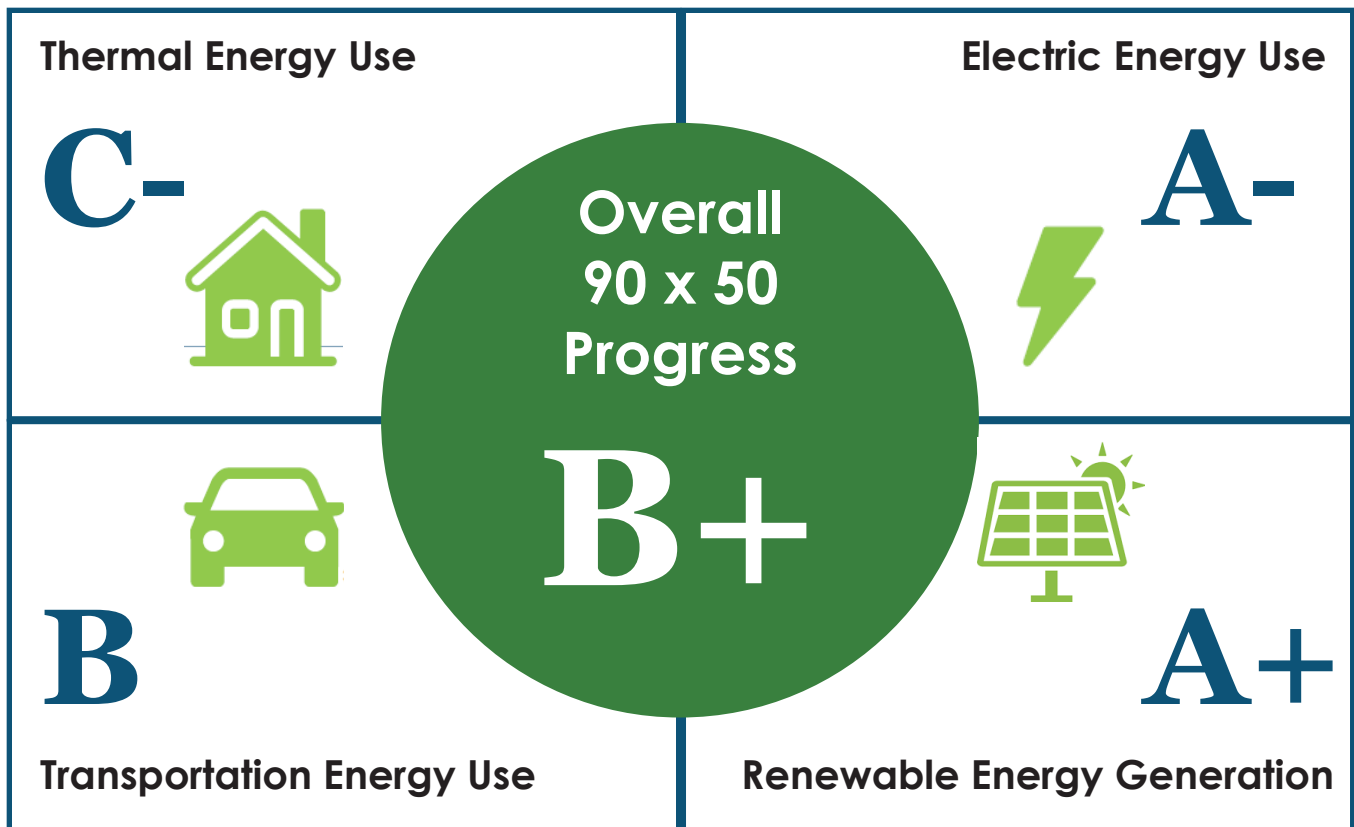 Thermal Energy Use
C-
Electric Energy Use
A-
Overall
90 x 50
Progress
B+
B
Transportation Energy Use
A+
Renewable Energy Generation